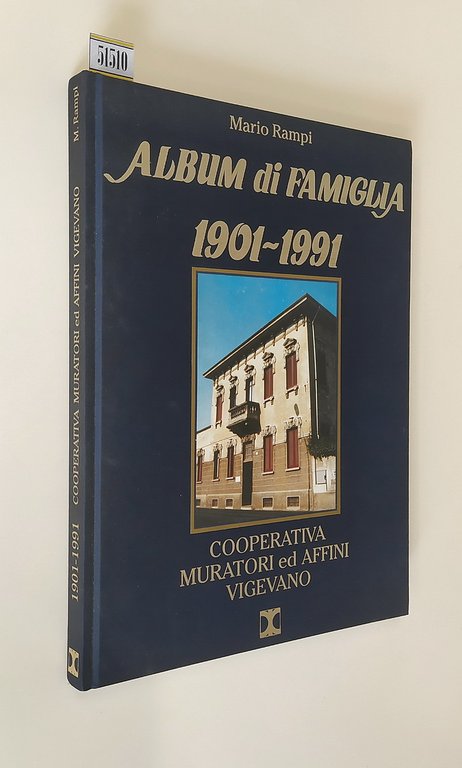 51510
Mario Rampi
ALBUM di FAMIGLIA
1901~1991
COOPERATIVA
MURATORI ed AFFINI
VIGEVANO
1901-1991 COOPERATIVA MURATORI ed AFFINI VIGEVANO M. Rampi